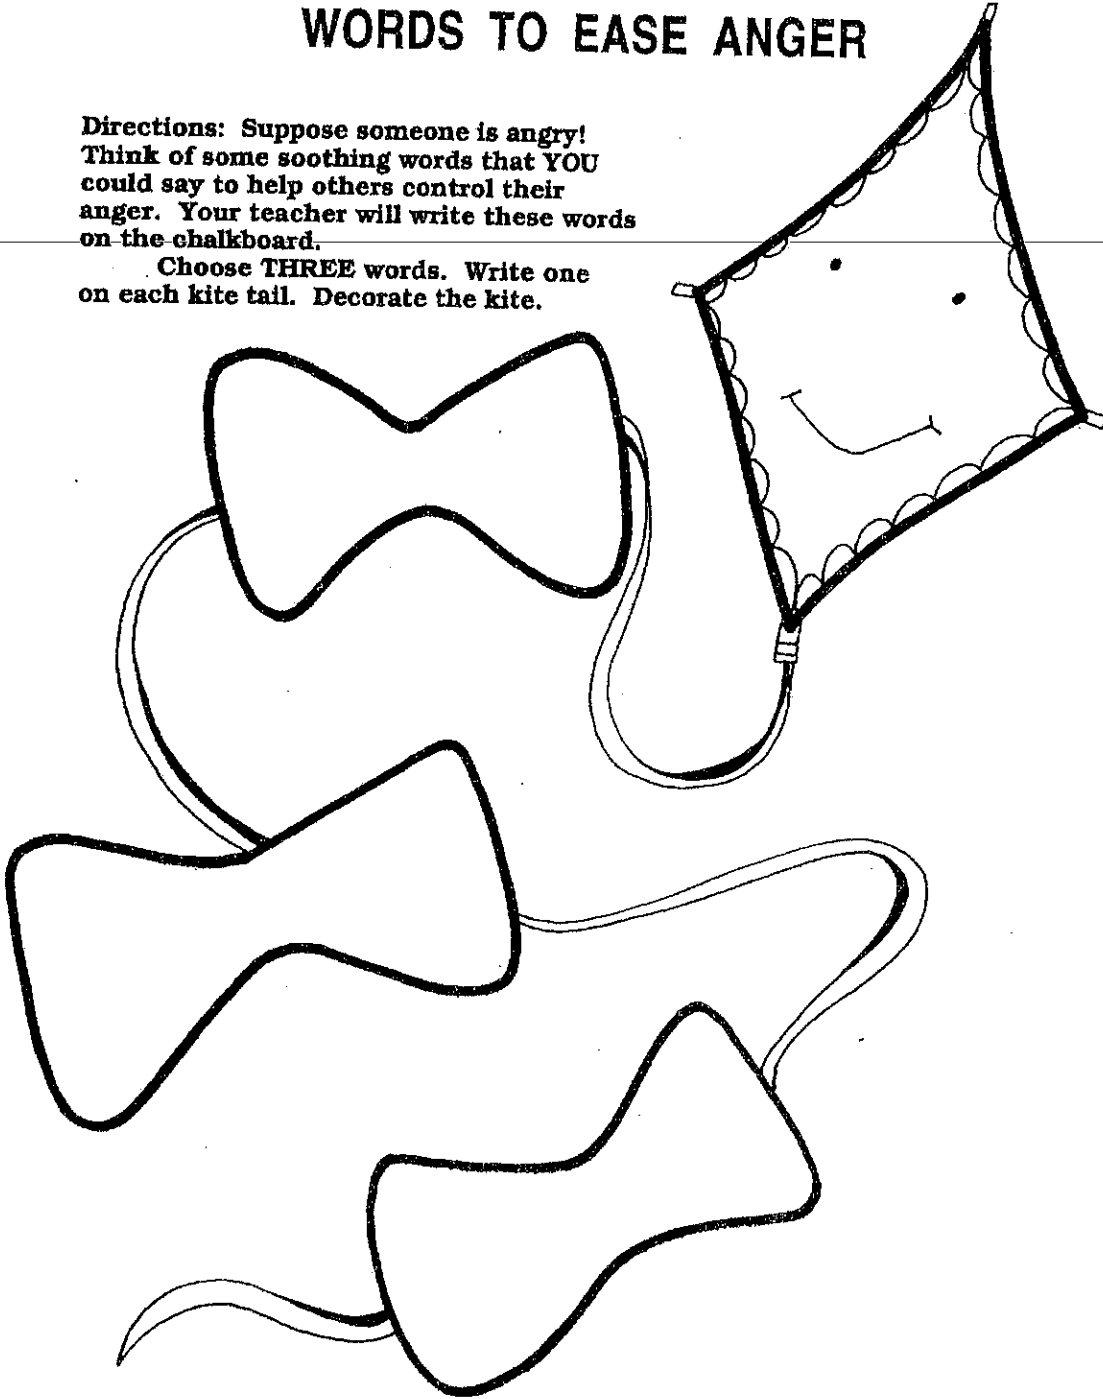 WORDS TO EASE ANGER
Directions: Suppose someone is angry!
Think of some soothing words that YOU
could say to help others control their
anger. Your teacher will write these words
on the chalkboard.
Choose THREE words. Write one
on each kite tail. Decorate the kite.